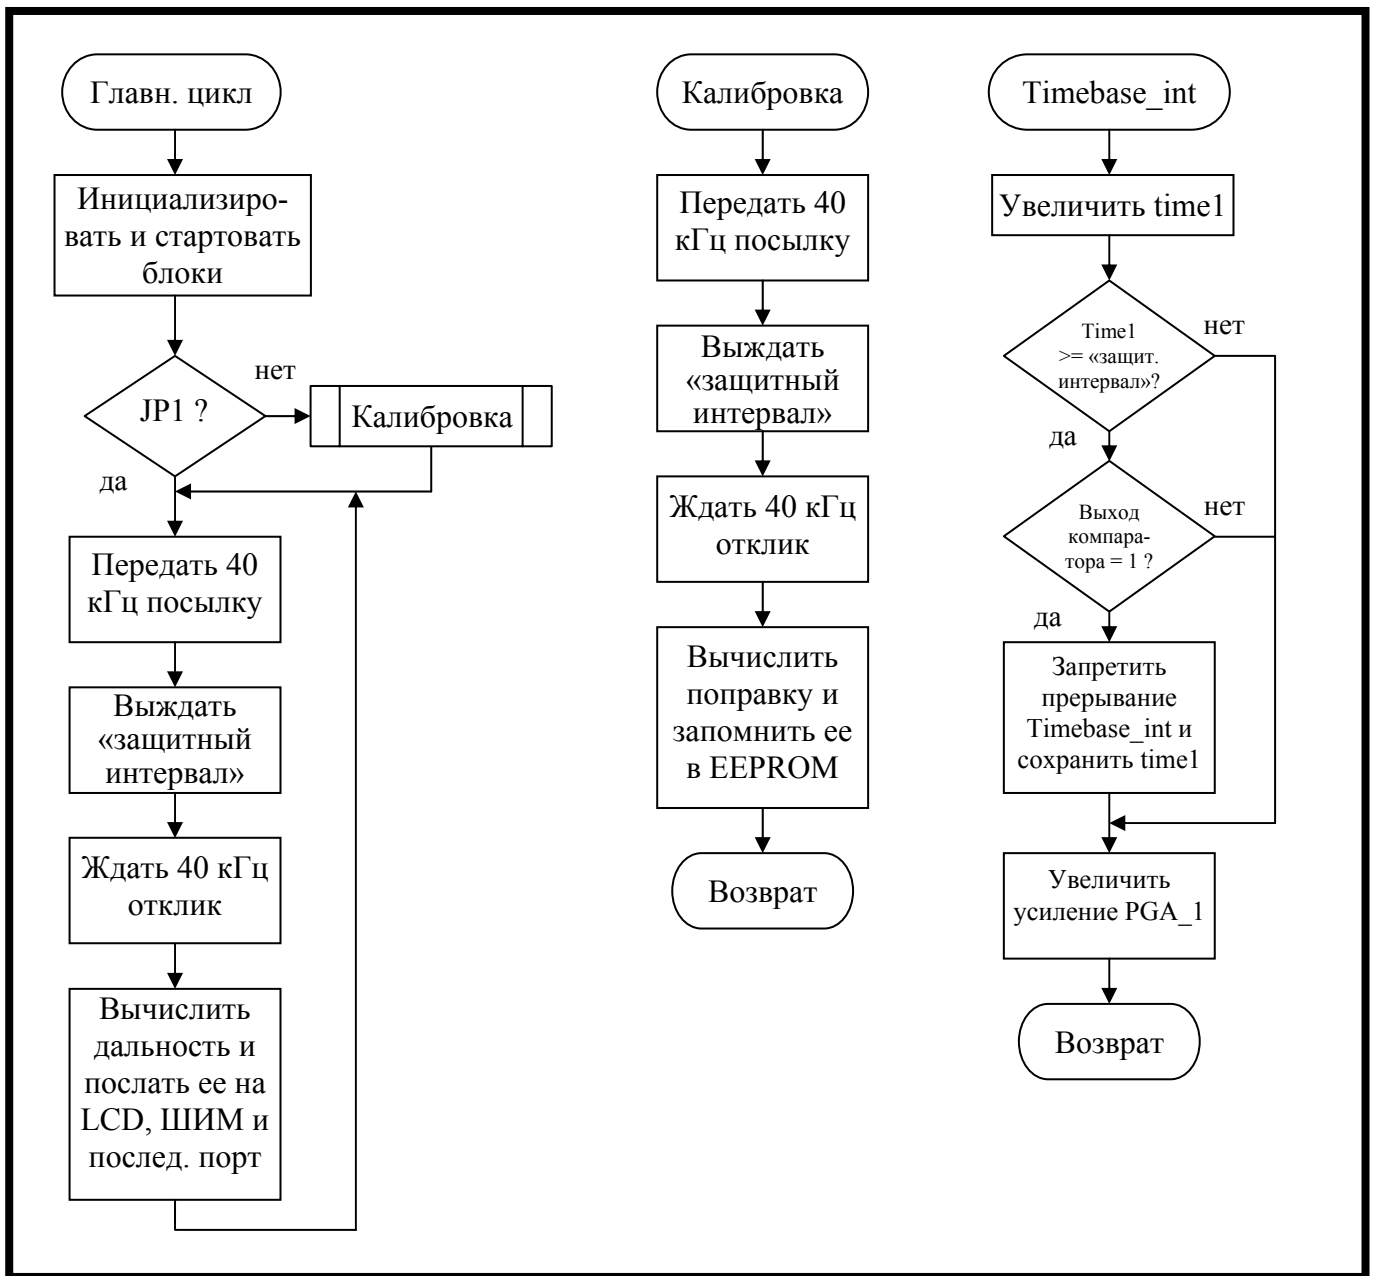 Главн. цикл
Инициализиро-
вать и стартовать
блоки
JP1 ?
нет
Калибровка
да
Передать 40
кГц посылку
Выждать
«защитный
интервал»
Ждать 40 кГц
отклик
Вычислить
дальность и
послать ее на
LCD, ШИМ и
послед. порт
Калибровка
Передать 40
кГц посылку
Выждать
«защитный
интервал»
Ждать 40 кГц
отклик
Вычислить
поправку и
запомнить ее
в EEPROM
Возврат
Timebase_int
Увеличить time1
Time1
>= «защит.
интервал»?
нет
да
Выход
компара-
тора = 1 ?
нет
да
Запретить
прерывание
Timebase_int и
сохранить time1
Увеличить
усиление PGA_1
Возврат